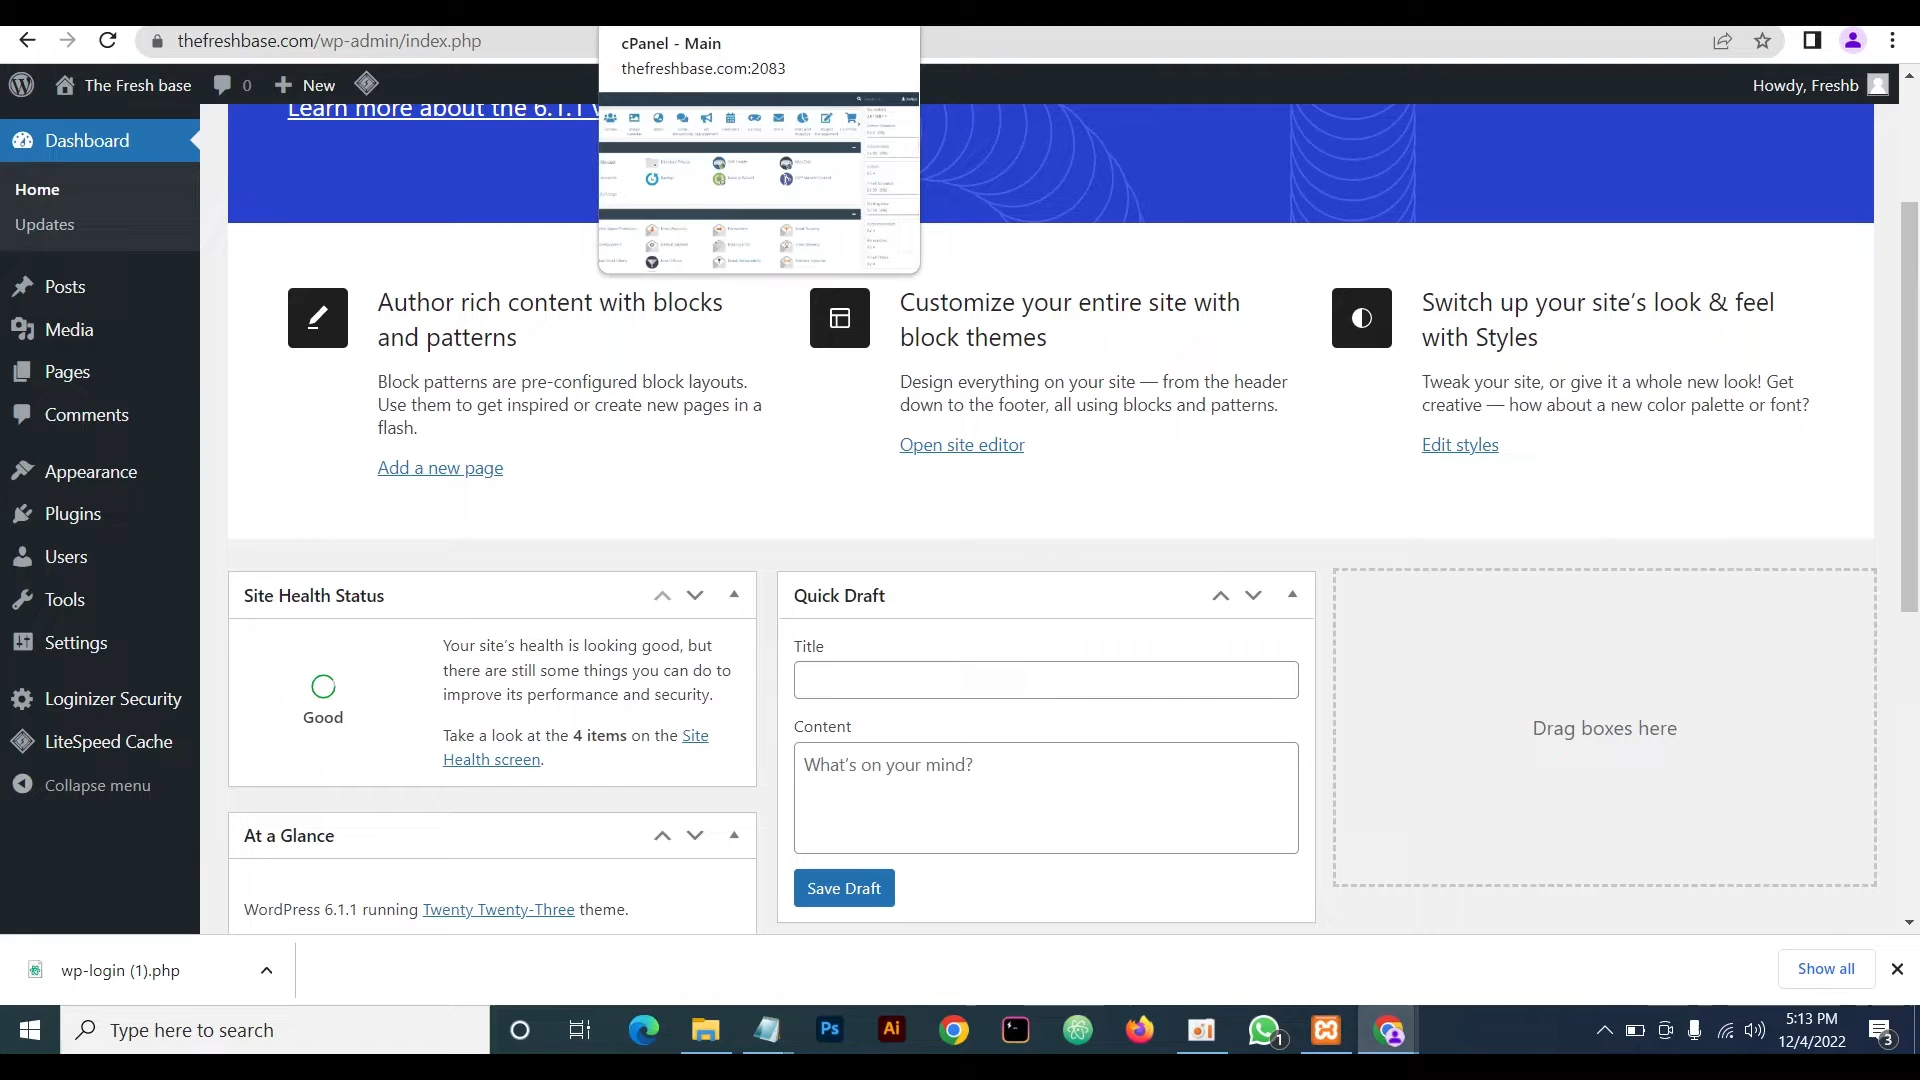 thefreshbase.com/wp-admin/index.php
cPanel - Main
thefreshbase.com:2083
The Fresh base
0
New
Howdy, Freshb
Learn more about the 6.1.1 v
Dashboard
Home
Updates
Posts
Media
Pages
Comments
Appearance
Plugins
Users
Tools
Settings
Loginizer Security
LiteSpeed Cache
Collapse menu
Author rich content with blocks
and patterns
Block patterns are pre-configured block layouts.
Use them to get inspired or create new pages in a
flash.
Add a new page
Customize your entire site with
block themes
Design everything on your site — from the header
down to the footer, all using blocks and patterns.
Open site editor
Switch up your site’s look & feel
with Styles
Tweak your site, or give it a whole new look! Get
creative — how about a new color palette or font?
Edit styles
Site Health Status
Good
Your site’s health is looking good, but
there are still some things you can do to
improve its performance and security.
Take a look at the 4 items on the Site
Health screen.
At a Glance
WordPress 6.1.1 running Twenty Twenty-Three theme.
Quick Draft
Title
Content
What’s on your mind?
Save Draft
Drag boxes here
wp-login (1).php
Show all
Type here to search
Ps
Ai
1
5:13 PM
12/4/2022
3